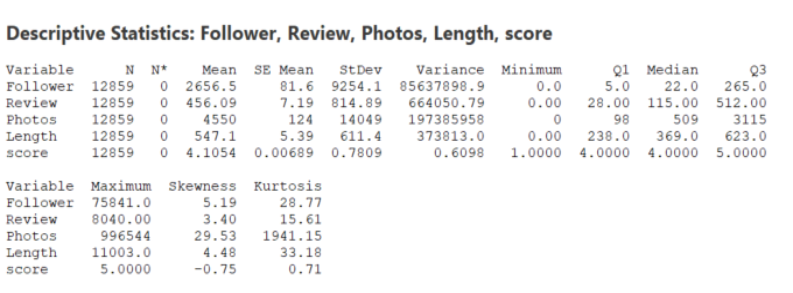 Descriptive Statistics: Follower, Review, Photos, Length, score
Variable N N* Mean SE Mean StDev Variance Minimum Q1 Median Q3
Follower 12859 0 2656.5 81.6 9254.1 85637898.9 0.0 5.0 22.0 265.0
Review 12859 0 456.09 7.19 814.89 664050.79 0.00 28.00 115.00 512.00
Photos 12859 0 4550 124 14049 197385958 0 98 509 3115
Length 12859 0 547.1 5.39 611.4 373813.0 0.00 238.0 369.0 623.0
score 12859 0 4.1054 0.00689 0.7809 0.6098 1.0000 4.0000 4.0000 5.0000
Variable Maximum Skewness Kurtosis
Follower 75841.0 5.19 28.77
Review 8040.00 3.40 15.61
Photos 996544 29.53 1941.15
Length 11003.0 4.48 33.18
score 5.0000 -0.75 0.71